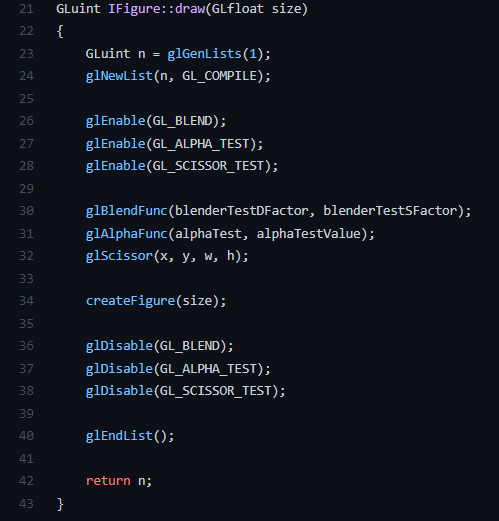 21 GLuint IFigure::draw(GLfloat size)
22 {
23 GLuint n = glGenLists(1);
24 glNewList(n, GL_COMPILE);
25
26 glEnable(GL_BLEND);
27 glEnable(GL_ALPHA_TEST);
28 glEnable(GL_SCISSOR_TEST);
29
30 glBlendFunc(blenderTestDFactor, blenderTestSFactor);
31 glAlphaFunc(alphaTest, alphaTestValue);
32 glScissor(x, y, w, h);
33
34 createFigure(size);
35
36 glDisable(GL_BLEND);
37 glDisable(GL_ALPHA_TEST);
38 glDisable(GL_SCISSOR_TEST);
39
40 glEndList();
41
42 return n;
43 }